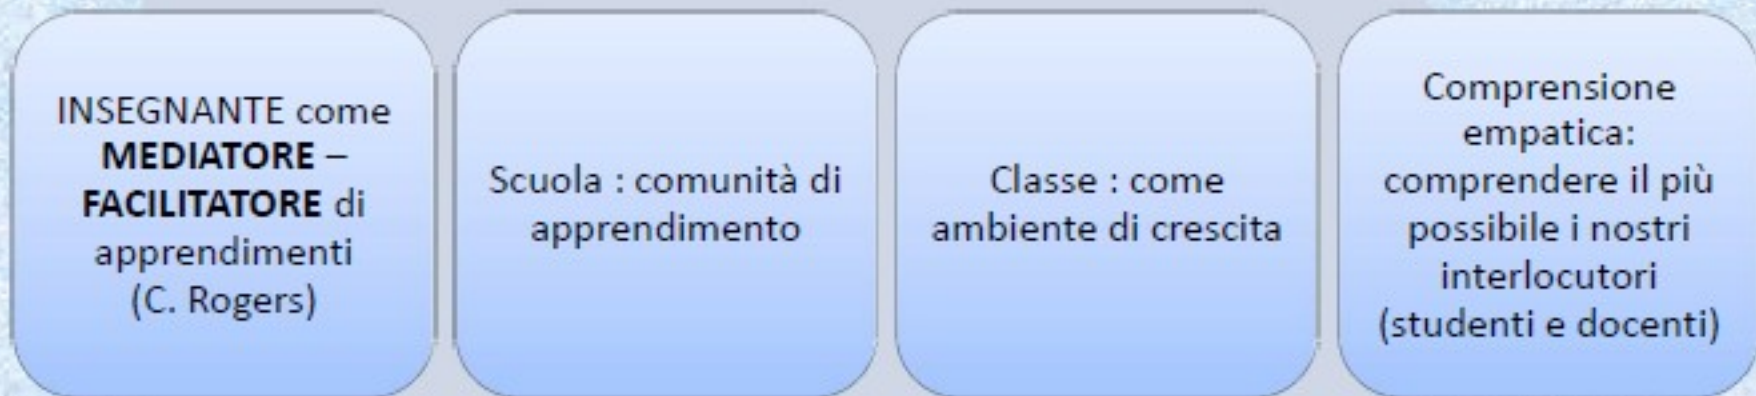 INSEGNANTE come
MEDIATORE –
FACILITATORE di
apprendimenti
(C. Rogers)
Scuola : comunità di
apprendimento
Classe : come
ambiente di crescita
Comprensione
empatica:
comprendere il più
possibile i nostri
interlocutori
(studenti e docenti)